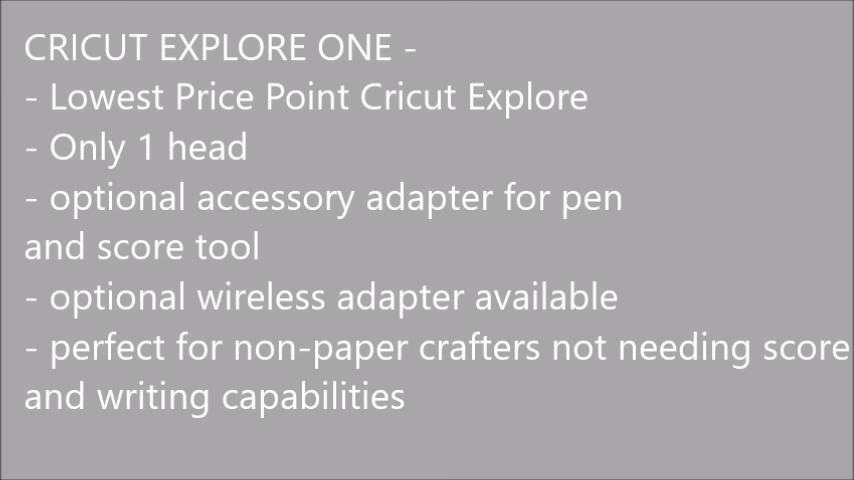 CRICUT EXPLORE ONE -
- Lowest Price Point Cricut Explore
- Only 1 head
- optional accessory adapter for pen
and score tool
- optional wireless adapter available
- perfect for non-paper crafters not needing score
and writing capabilities